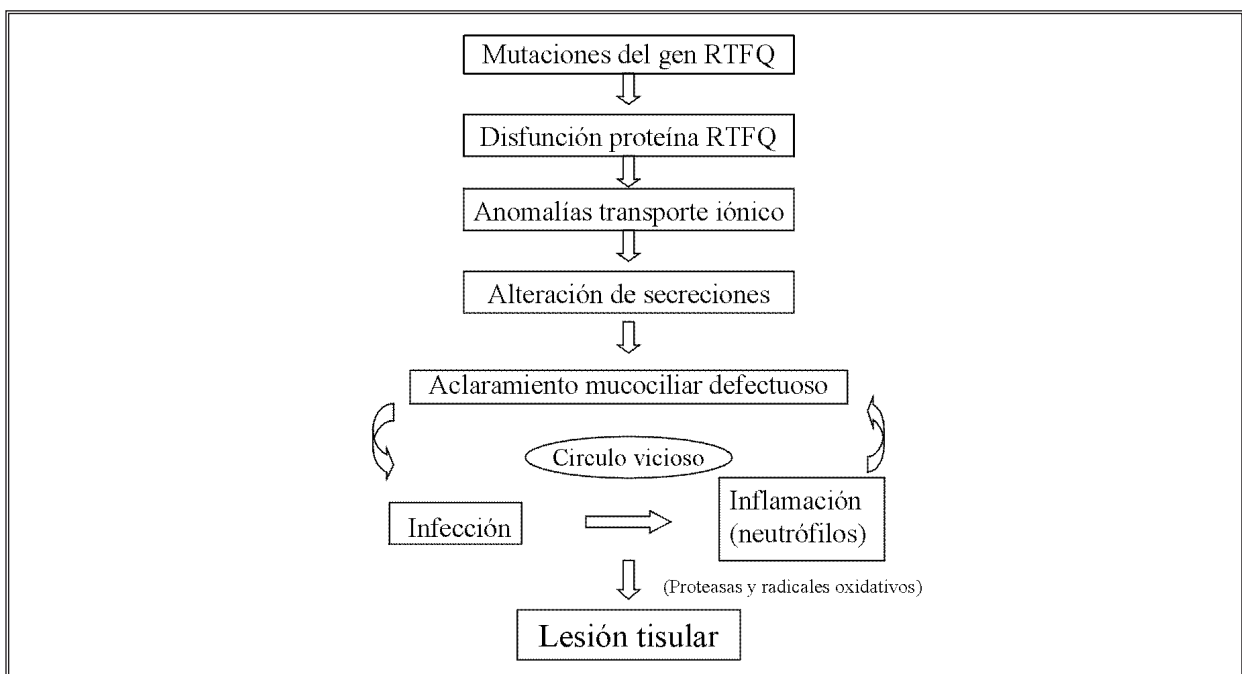 Mutaciones del gen RTFQ
Disfunción proteína RTFQ
Anomalías transporte iónico
Alteración de secreciones
Aclaramiento mucociliar defectuoso
Circulo vicioso
Infección
Inflamación
(neutrófilos)
(Proteasas y radicales oxidativos)
Lesión tisular